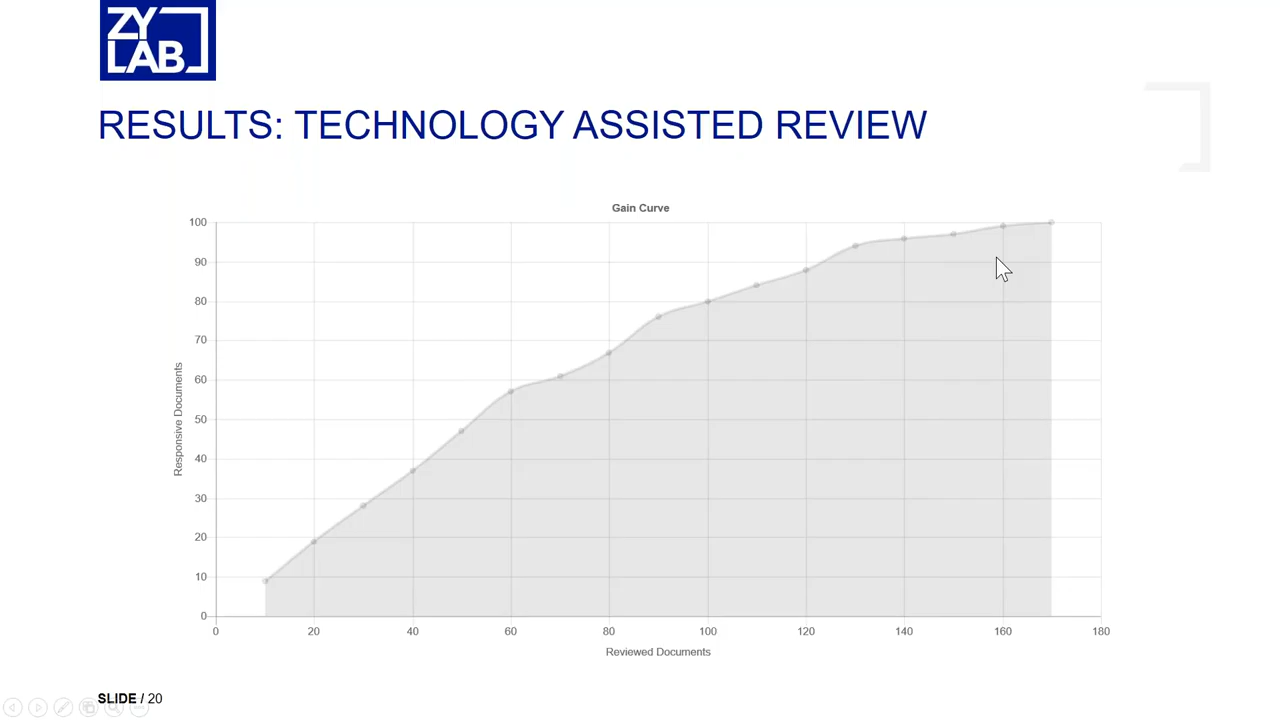 ZY
LAB
RESULTS: TECHNOLOGY ASSISTED REVIEW
Gain Curve
100
90
80
70
60
50
40
30
20
10
0
Responsive Documents
0 20 40 60 80 100 120 140 160 180
Reviewed Documents
SLIDE / 20